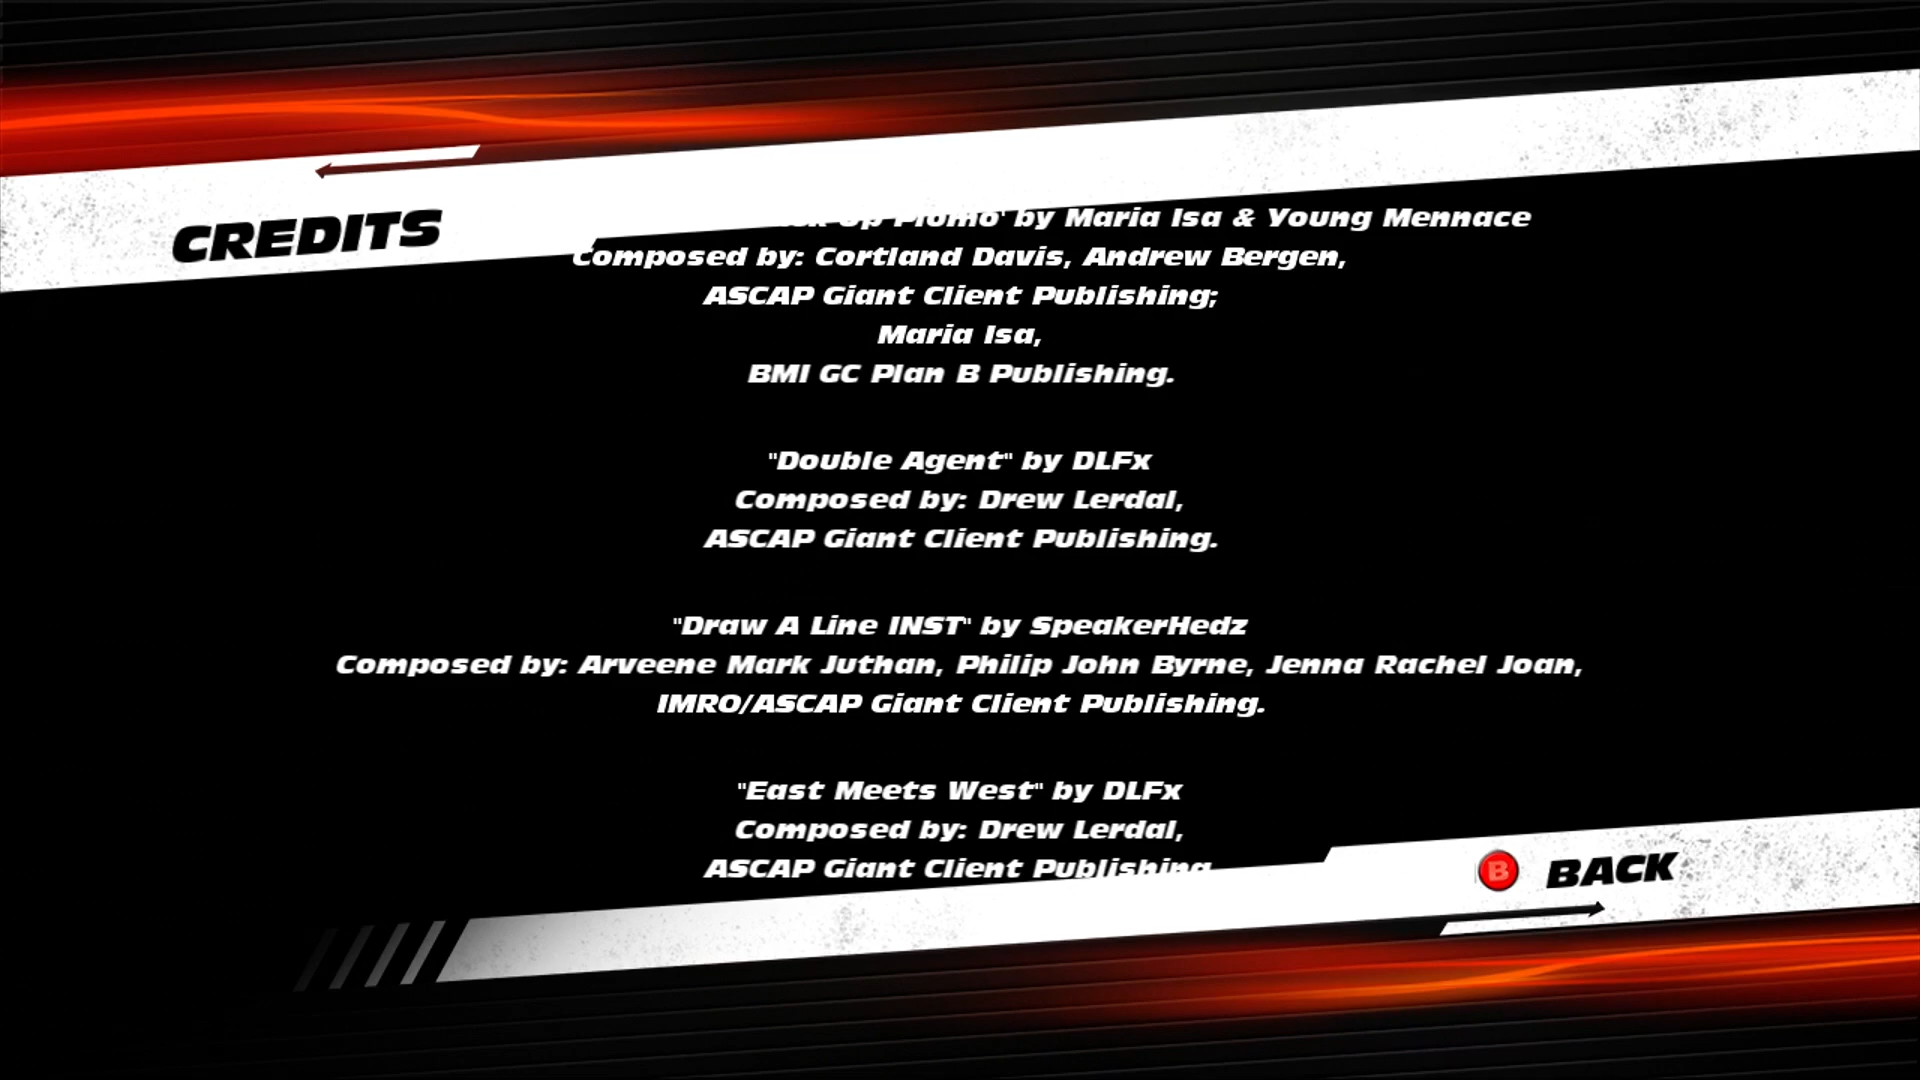 CREDITS
Up Plomo' by Maria Isa & Young Mennace
Composed by: Cortland Davis, Andrew Bergen,
ASCAP Giant Client Publishing;
Maria Isa,
BMI GC Plan B Publishing.
"Double Agent" by DLFx
Composed by: Drew Lerdal,
ASCAP Giant Client Publishing.
"Draw A Line INST" by SpeakerHedz
Composed by: Arveene Mark Juthan, Philip John Byrne, Jenna Rachel Joan,
IMRO/ASCAP Giant Client Publishing.
"East Meets West" by DLFx
Composed by: Drew Lerdal,
ASCAP Giant Client Publishing
B BACK